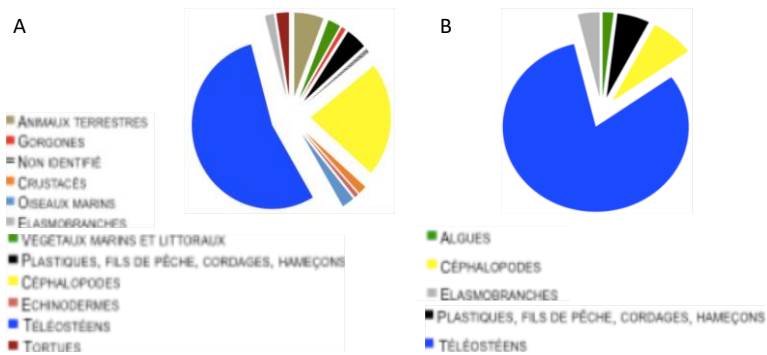 A
B
ANIMAUX TERRESTRES
GORGONES
NON IDENTIFIÉ
CRUSTACÉS
OISEAUX MARINS
ELASMOBRANCHES
VÉGÉTAUX MARINS ET LITTORAUX
PLASTIQUES, FILS DE PÊCHE, CORDAGES, HAMEÇONS
CÉPHALOPODES
ECHINODERMES
TÉLÉOSTÉENS
TORTUES
ALGUES
CÉPHALOPODES
ELASMOBRANCHES
PLASTIQUES, FILS DE PÊCHE, CORDAGES, HAMEÇONS
TÉLÉOSTÉENS